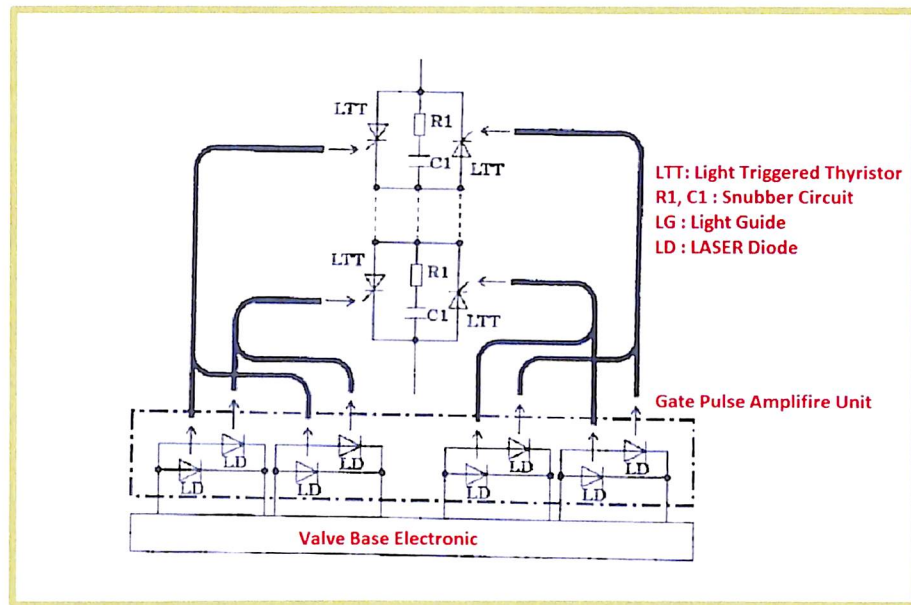 LTT
R1
C1
LTT
LTT
R1
C1
LTT
LTT: Light Triggered Thyristor
R1, C1 : Snubber Circuit
LG : Light Guide
LD : LASER Diode
Gate Pulse Amplifire Unit
LD
LD
LD
LD
LD
LD
LD
LD
Valve Base Electronic